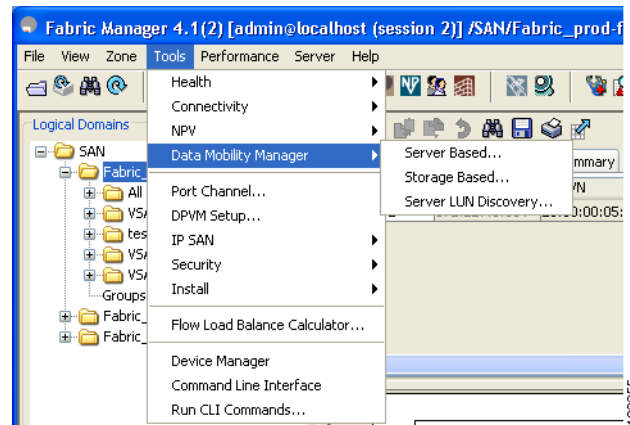 Fabric Manager 4.1(2) [admin@localhost (session 2)] /SAN/Fabric_prod-f
File View Zone Tools Performance Server Help
Logical Domains
SAN
Fabric_
All
VSA
tes
VSA
VSA
Groups
Fabric_
Fabric_
Health
Connectivity
NPV
Data Mobility Manager
Port Channel...
DPVM Setup...
IP SAN
Security
Install
Flow Load Balance Calculator...
Device Manager
Command Line Interface
Run CLI Commands...
Server Based...
Storage Based...
Server LUN Discovery...
mmary
VN
0:00:05: